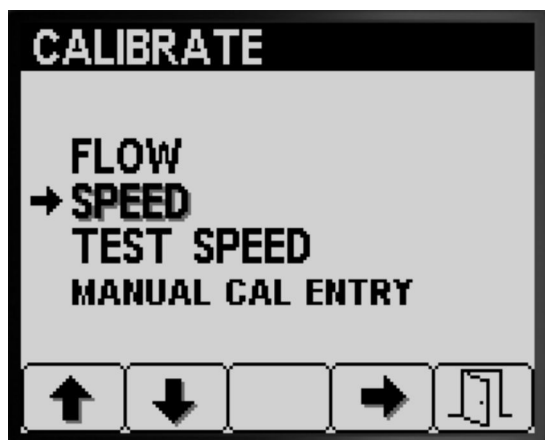 CALIBRATE
FLOW
SPEED
TEST SPEED
MANUAL CAL ENTRY